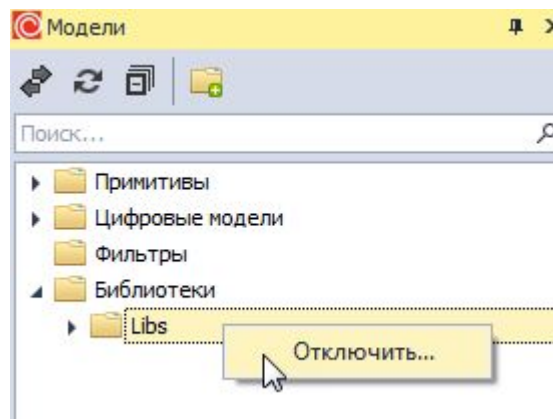 Модели
Поиск...
Примитивы
Цифровые модели
Фильтры
Библиотеки
Libs
Отключить...